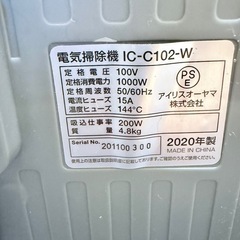 電気掃除機 IC-C102-W
定格電圧 100V
定格消費電力 1000W
定格周波数 50/60Hz
電流ヒューズ 15A
温度ヒューズ 144℃
PSE
アイリスオーヤマ
株式会社
吸込仕事率 200W
質量 4.8kg
Serial No. 201100300
2020年製
MADE IN CHINA